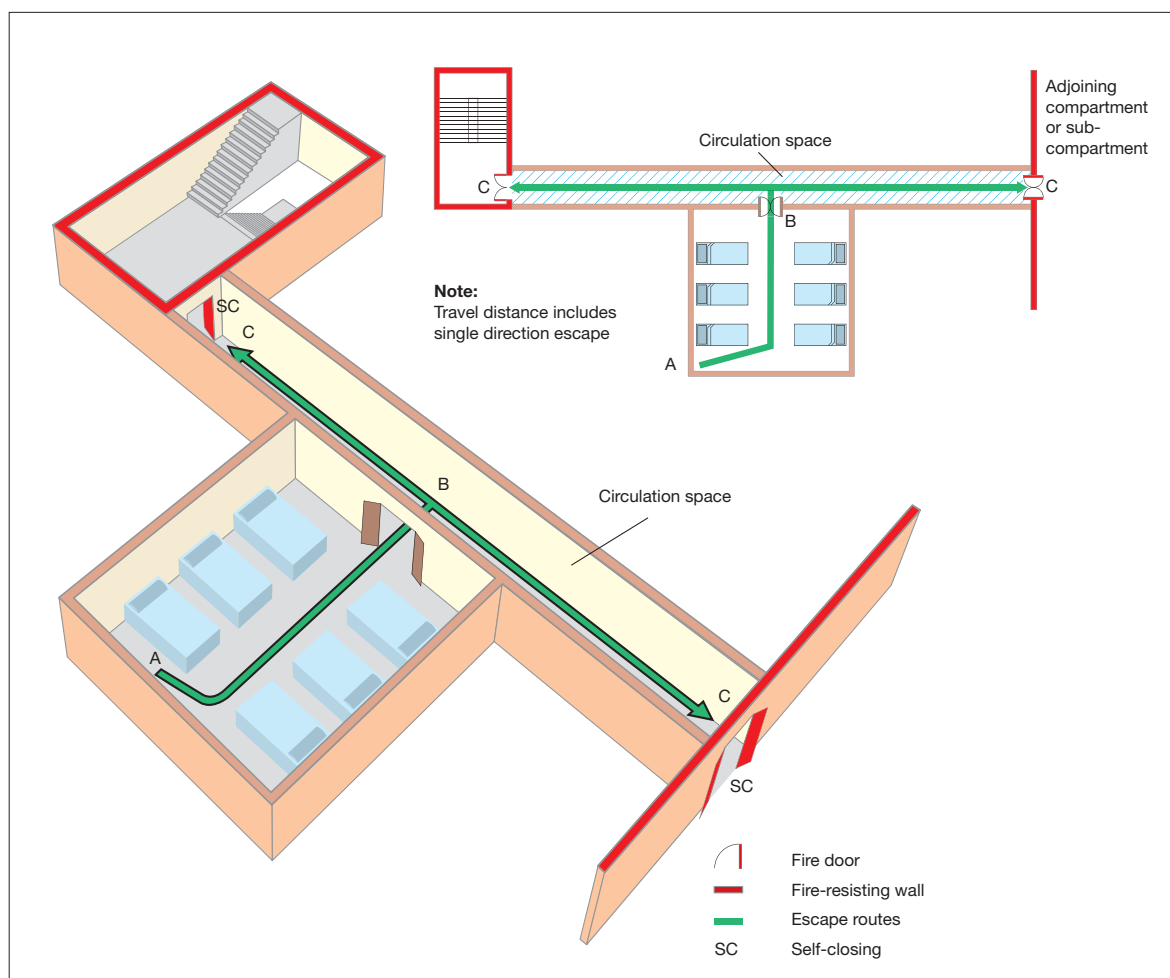 Adjoining
compartment
or sub-
compartment
Circulation space
C
C
B
Note:
Travel distance includes
single direction escape
A
SC
C
B
Circulation space
A
C
SC
Fire door
Fire-resisting wall
Escape routes
SC
Self-closing